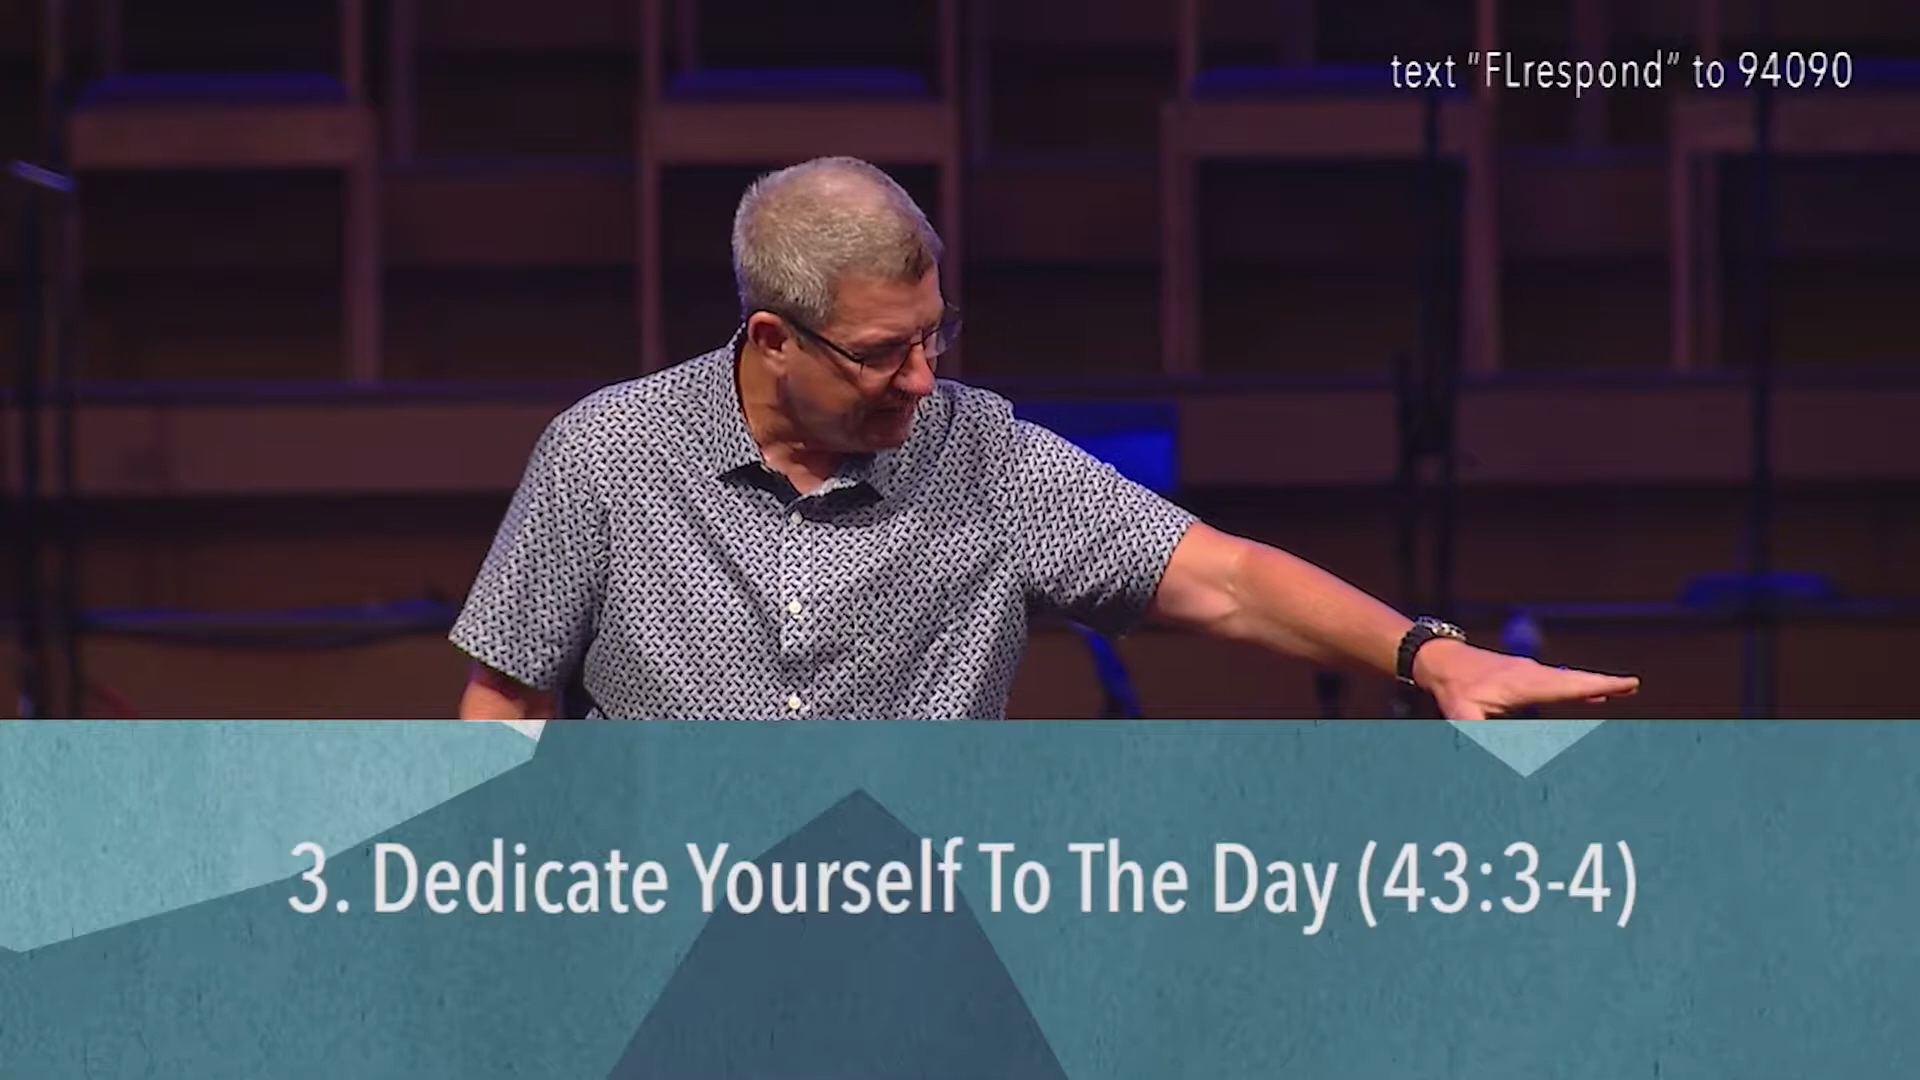 text "FLrespond" to 94090
3. Dedicate Yourself To The Day (43:3-4)